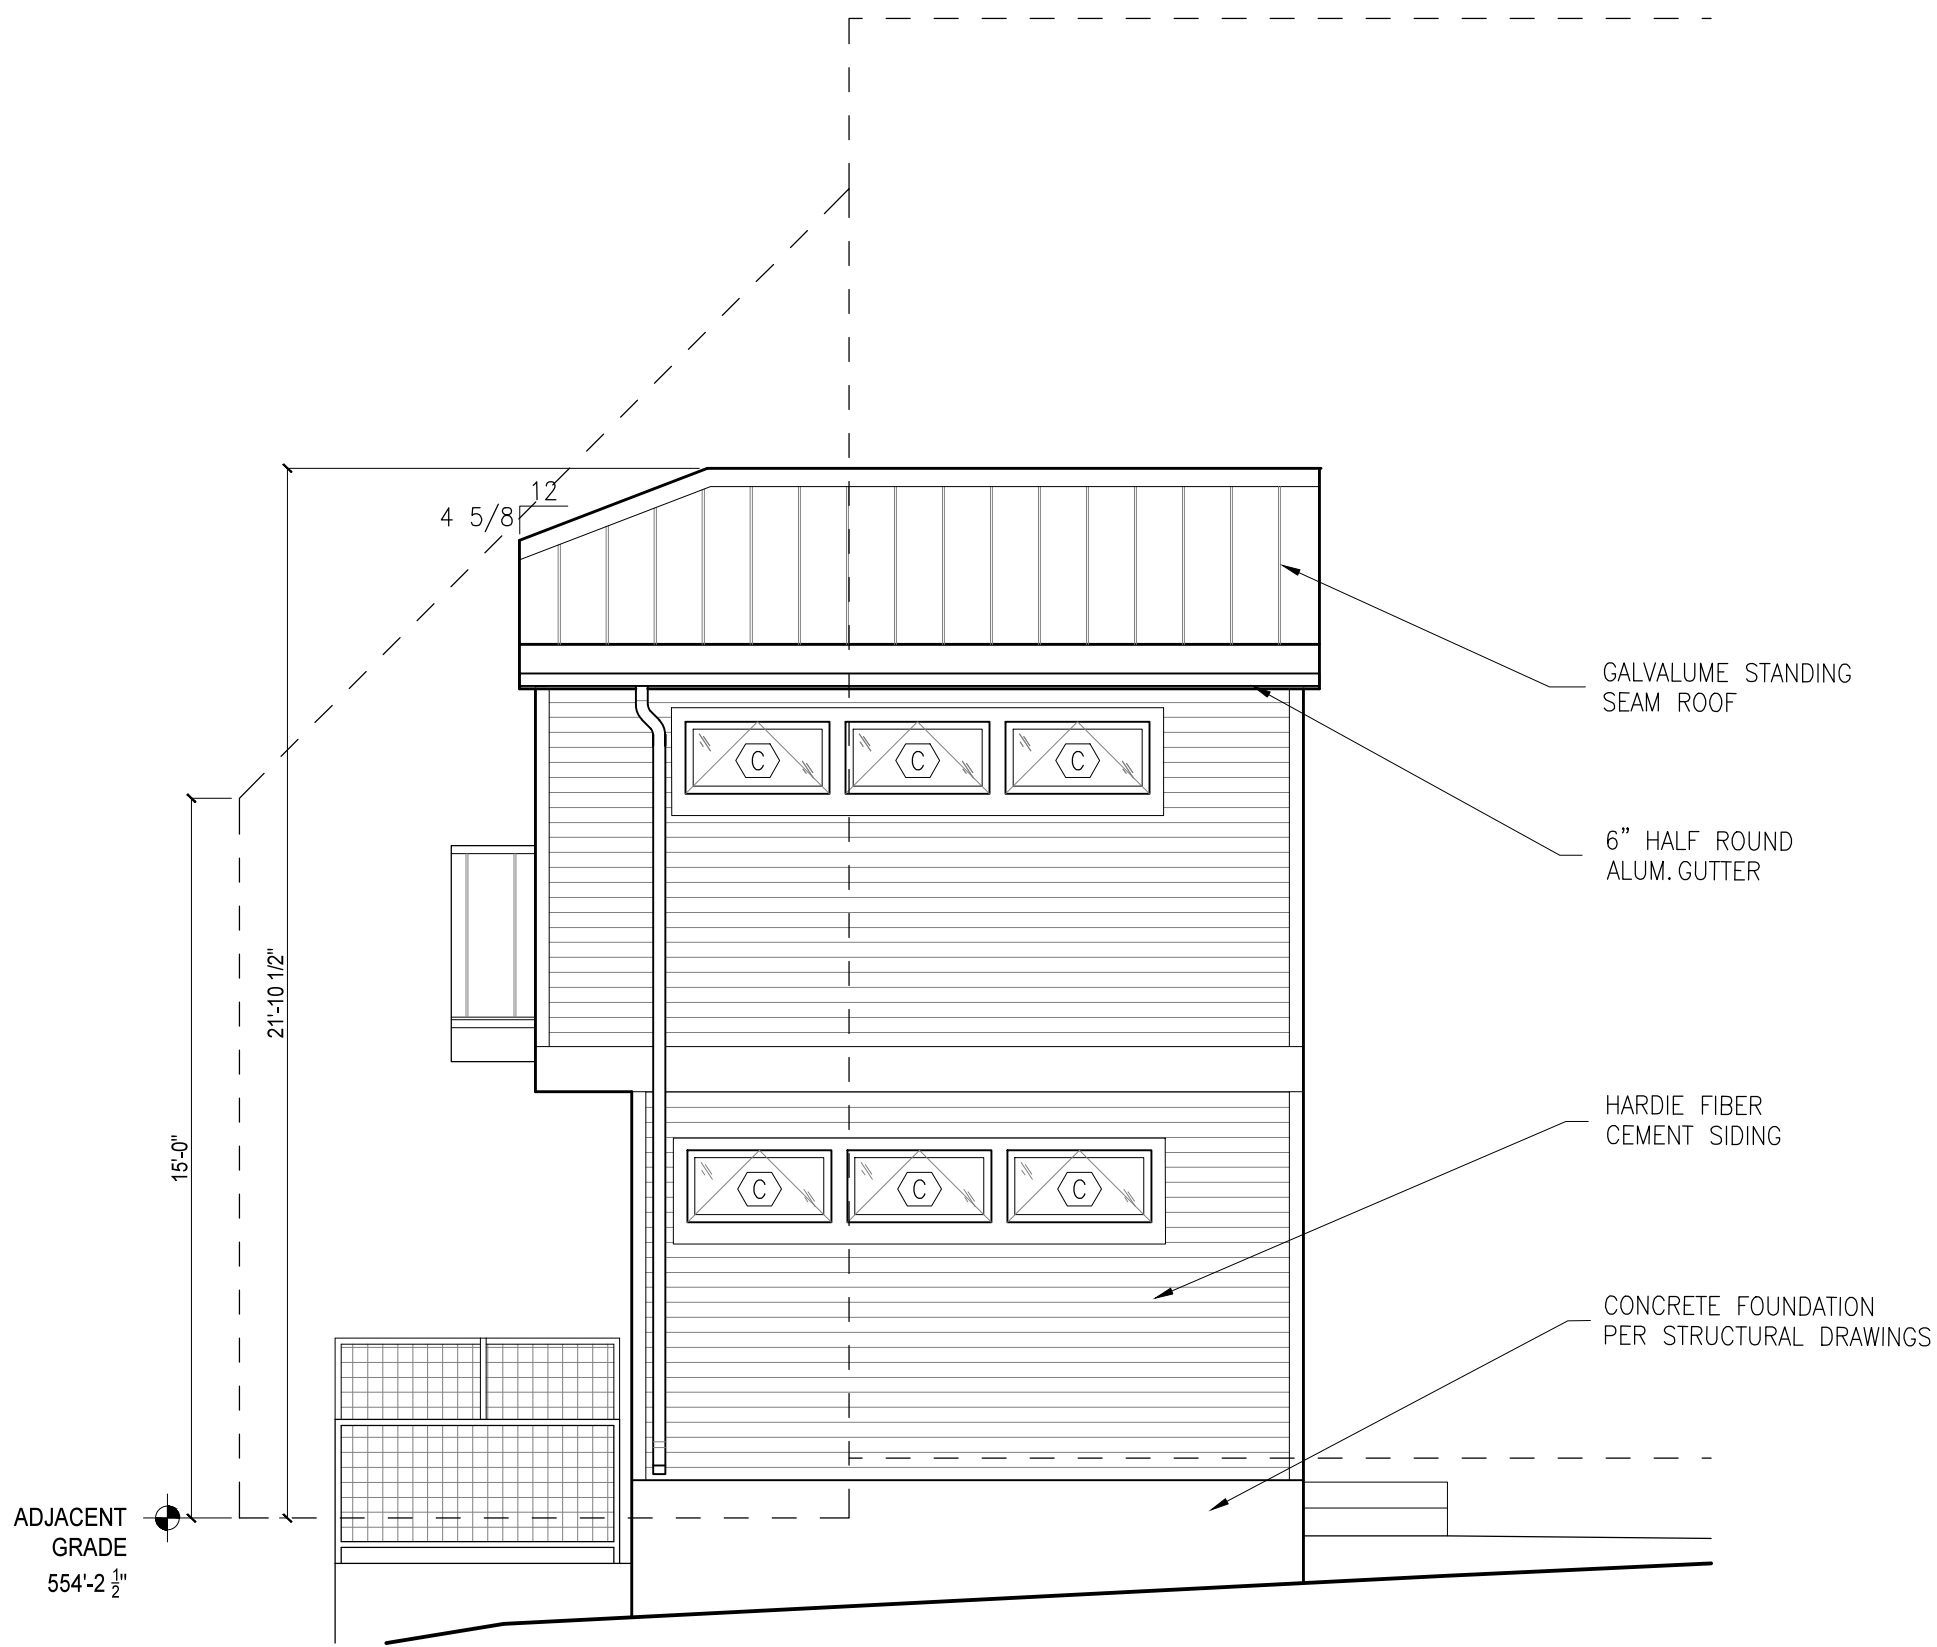 12
4 5/8
GALVALUME STANDING
SEAM ROOF
C C C
6” HALF ROUND
ALUM. GUTTER
21'-10 1/2"
15'-0"
HARDIE FIBER
CEMENT SIDING
C C C
CONCRETE FOUNDATION
PER STRUCTURAL DRAWINGS
ADJACENT
GRADE
554'-2 1/2"